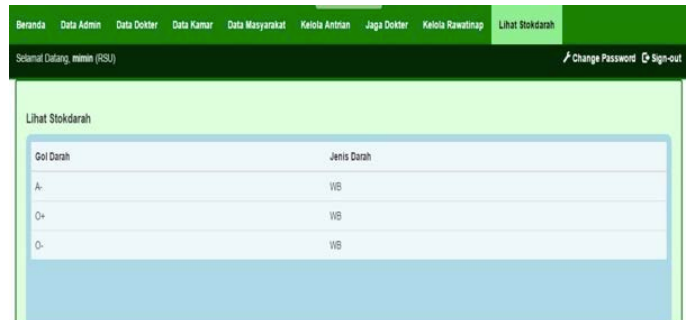 Beranda Data Admin Data Dokter Data Kamar Data Masyarakat Kelola Antrian Jaga Dokter Kelola Rawatinap Lihat Stokdarah
Selamat Datang, mimin (RSU) Change Password Sign-out
Lihat Stokdarah
Gol Darah Jenis Darah
A- WB
O+ WB
O- WB